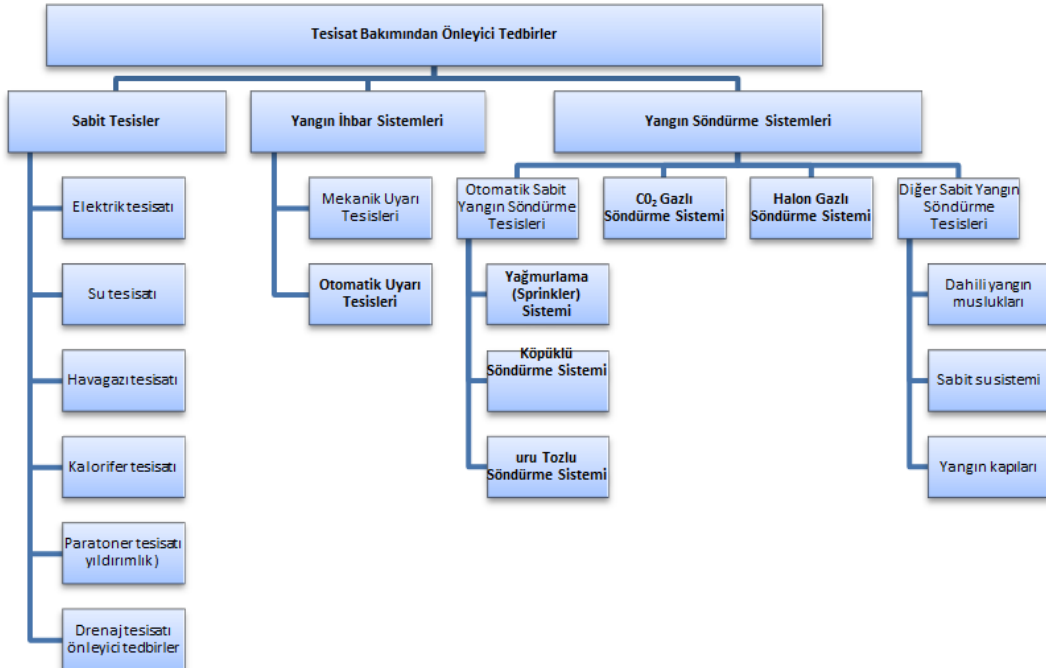 Tesisat Bakımından Önleyici Tedbirler
Sabit Tesisler
Yangın İhbar Sistemleri
Yangın Söndürme Sistemleri
Elektrik tesisatı
Su tesisatı
Havagazı tesisatı
Kalorifer tesisatı
Paratoner tesisatı
yıldırımlık)
Drenaj tesisatı
önleyici tedbirler
Mekanik Uyarı
Tesisleri
Otomatik Uyarı
Tesisleri
Otomatik Sabit
Yangın Söndürme
Tesisleri
Yağmurlama
(Sprinkler)
Sistemi
Köpüklü
Söndürme Sistemi
uru Tozlu
Söndürme Sistemi
C0₂ Gazlı
Söndürme Sistemi
Halon Gazlı
Söndürme Sistemi
Diğer Sabit Yangın
Söndürme
Tesisleri
Dahili yangın
muslukları
Sabit su sistemi
Yangın kapıları